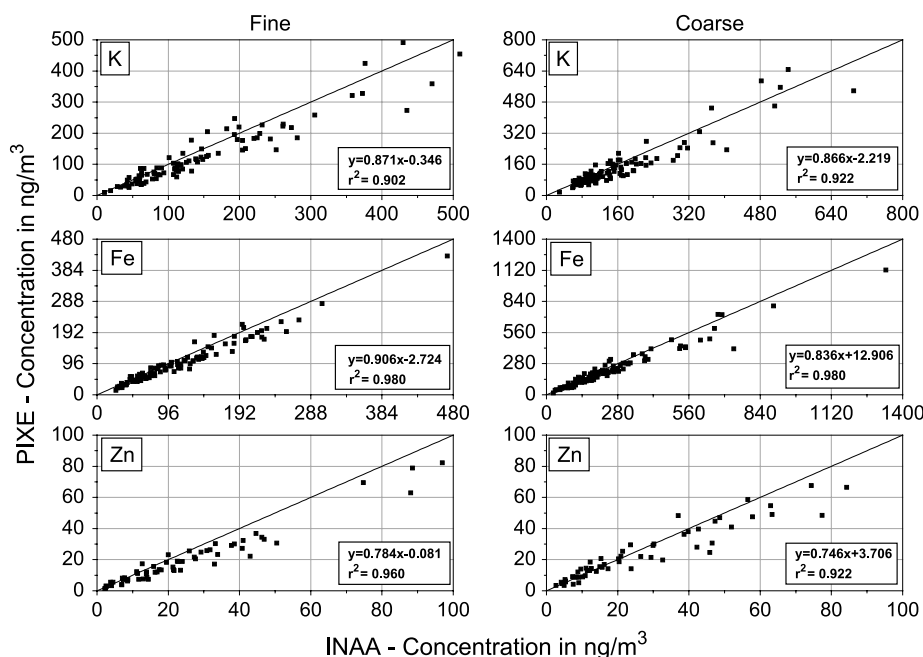 Fine
Coarse
PIXE - Concentration in ng/m³
K
500
400
300
200
100
0
y=0.871x-0.346
r² = 0.902
0 100 200 300 400 500
K
800
640
480
320
160
0
y=0.866x-2.219
r² = 0.922
0 160 320 480 640 800
Fe
480
384
288
192
96
0
y=0.906x-2.724
r² = 0.980
0 96 192 288 384 480
Fe
1400
1120
840
560
280
0
y=0.836x+12.906
r² = 0.980
0 280 560 840 1120 1400
Zn
100
80
60
40
20
0
y=0.784x-0.081
r² = 0.960
0 20 40 60 80 100
Zn
100
80
60
40
20
0
y=0.746x+3.706
r² = 0.922
0 20 40 60 80 100
INAA - Concentration in ng/m³